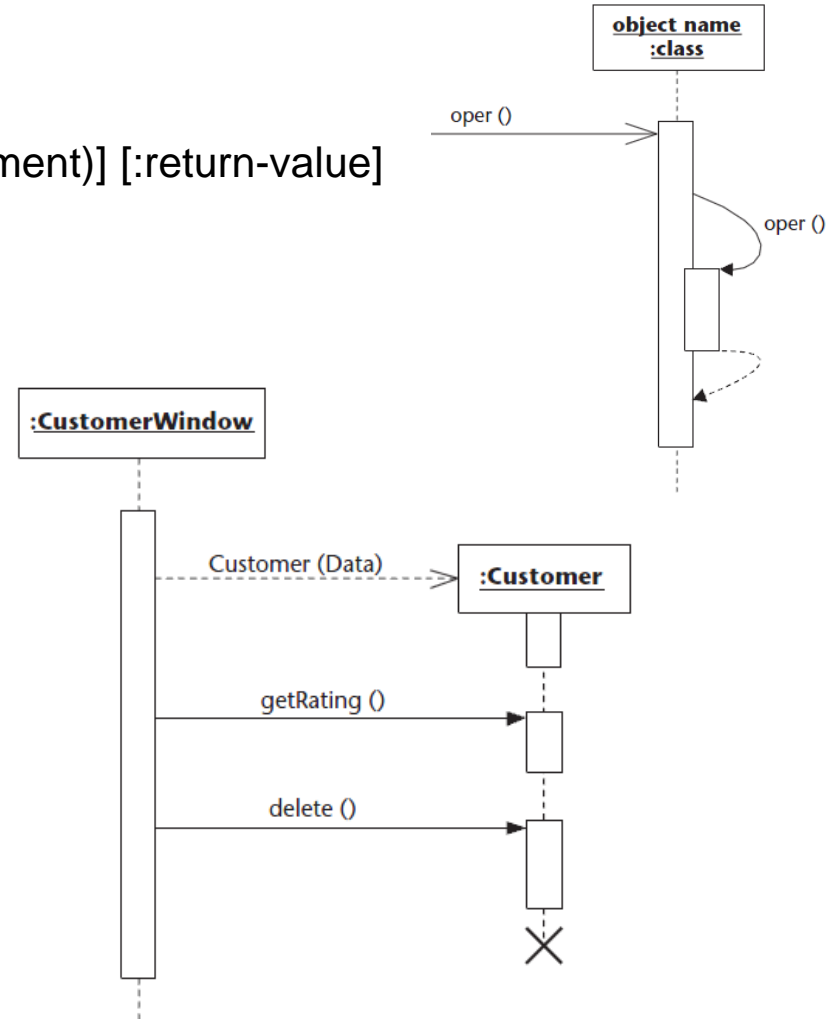 object name
:class
oper ()
ment)] [:return-value]
oper ()
:CustomerWindow
Customer (Data)
:Customer
getRating ()
delete ()